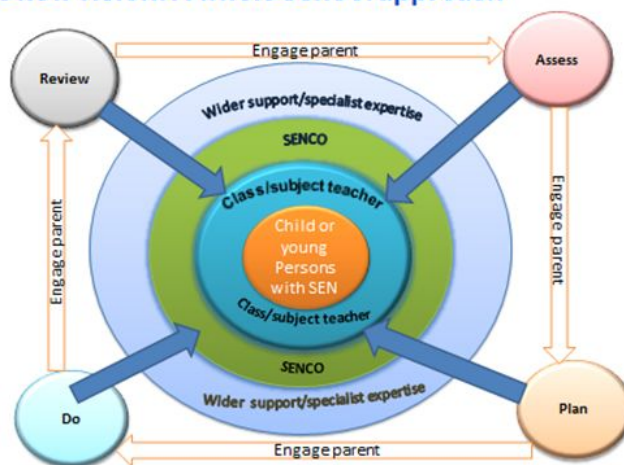 Engage parent
Review
Assess
Wider support/specialist expertise
SENCO
Class/subject teacher
Engage parent
Child or
young
Persons
with SEN
Engage parent
Class/subject teacher
SENCO
Wider support/specialist expertise
Do
Plan
Engage parent